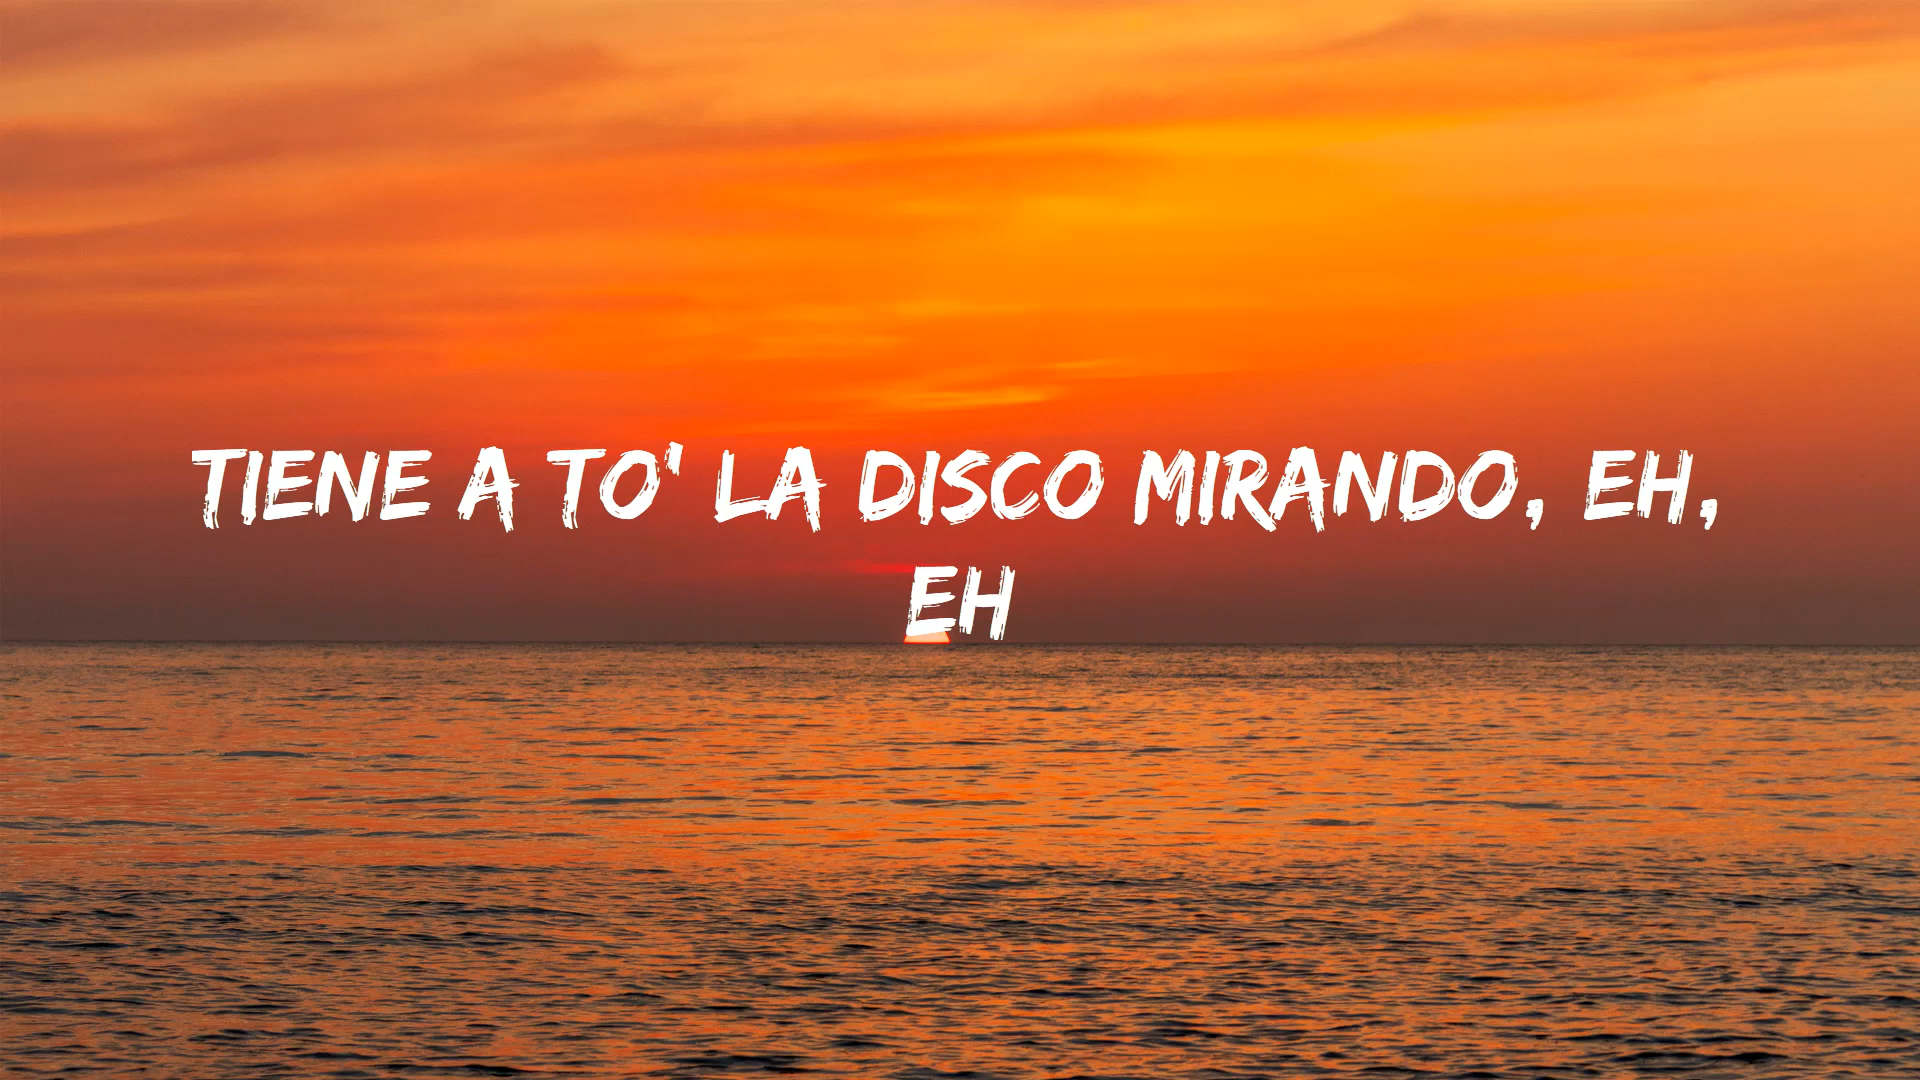 TIENE A TO' LA DISCO MIRANDO, EH,
EH